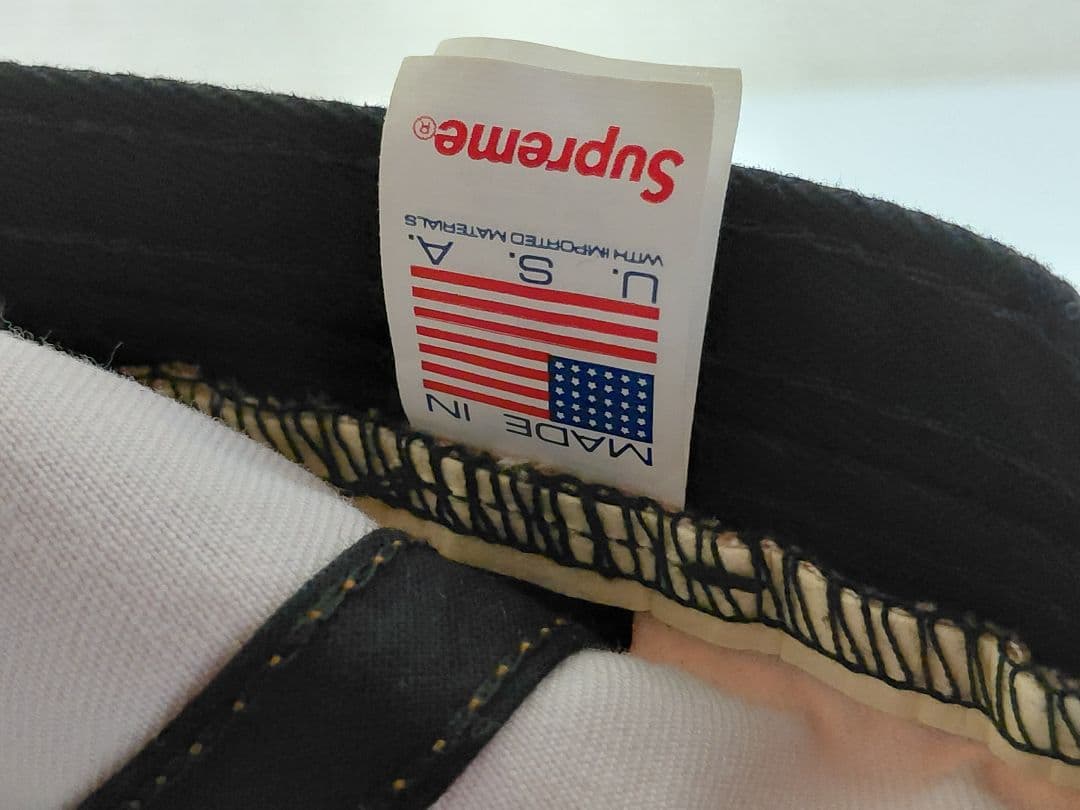 MADE IN
U. S. A.
WITH IMPORTED MATERIALS
Supreme®